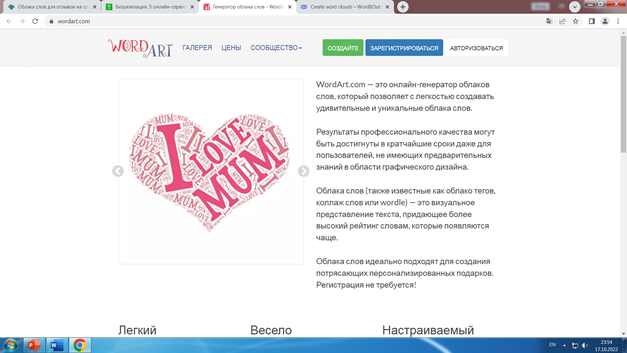 Облака слов для отзывов на со
Визуализация. 5 онлайн-серви
Генератор облака слов - WordA
Create word clouds – WordItOut
wordart.com
WORDART
ГАЛЕРЕЯ ЦЕНЫ СООБЩЕСТВО СОЗДАЙТЕ ЗАРЕГИСТРИРОВАТЬСЯ АВТОРИЗОВАТЬСЯ
I LOVE MUM
WordArt.com — это онлайн-генератор облаков
слов, который позволяет с легкостью создавать
удивительные и уникальные облака слов.
Результаты профессионального качества могут
быть достигнуты в кратчайшие сроки даже для
пользователей, не имеющих предварительных
знаний в области графического дизайна.
Облака слов (также известные как облако тегов,
коллаж слов или wordle) — это визуальное
представление текста, придающее более
высокий рейтинг словам, которые появляются
чаще.
Облака слов идеально подходят для создания
потрясающих персонализированных подарков.
Регистрация не требуется!
Легкий Весело Настраиваемый
EN
23:54
17.10.2022